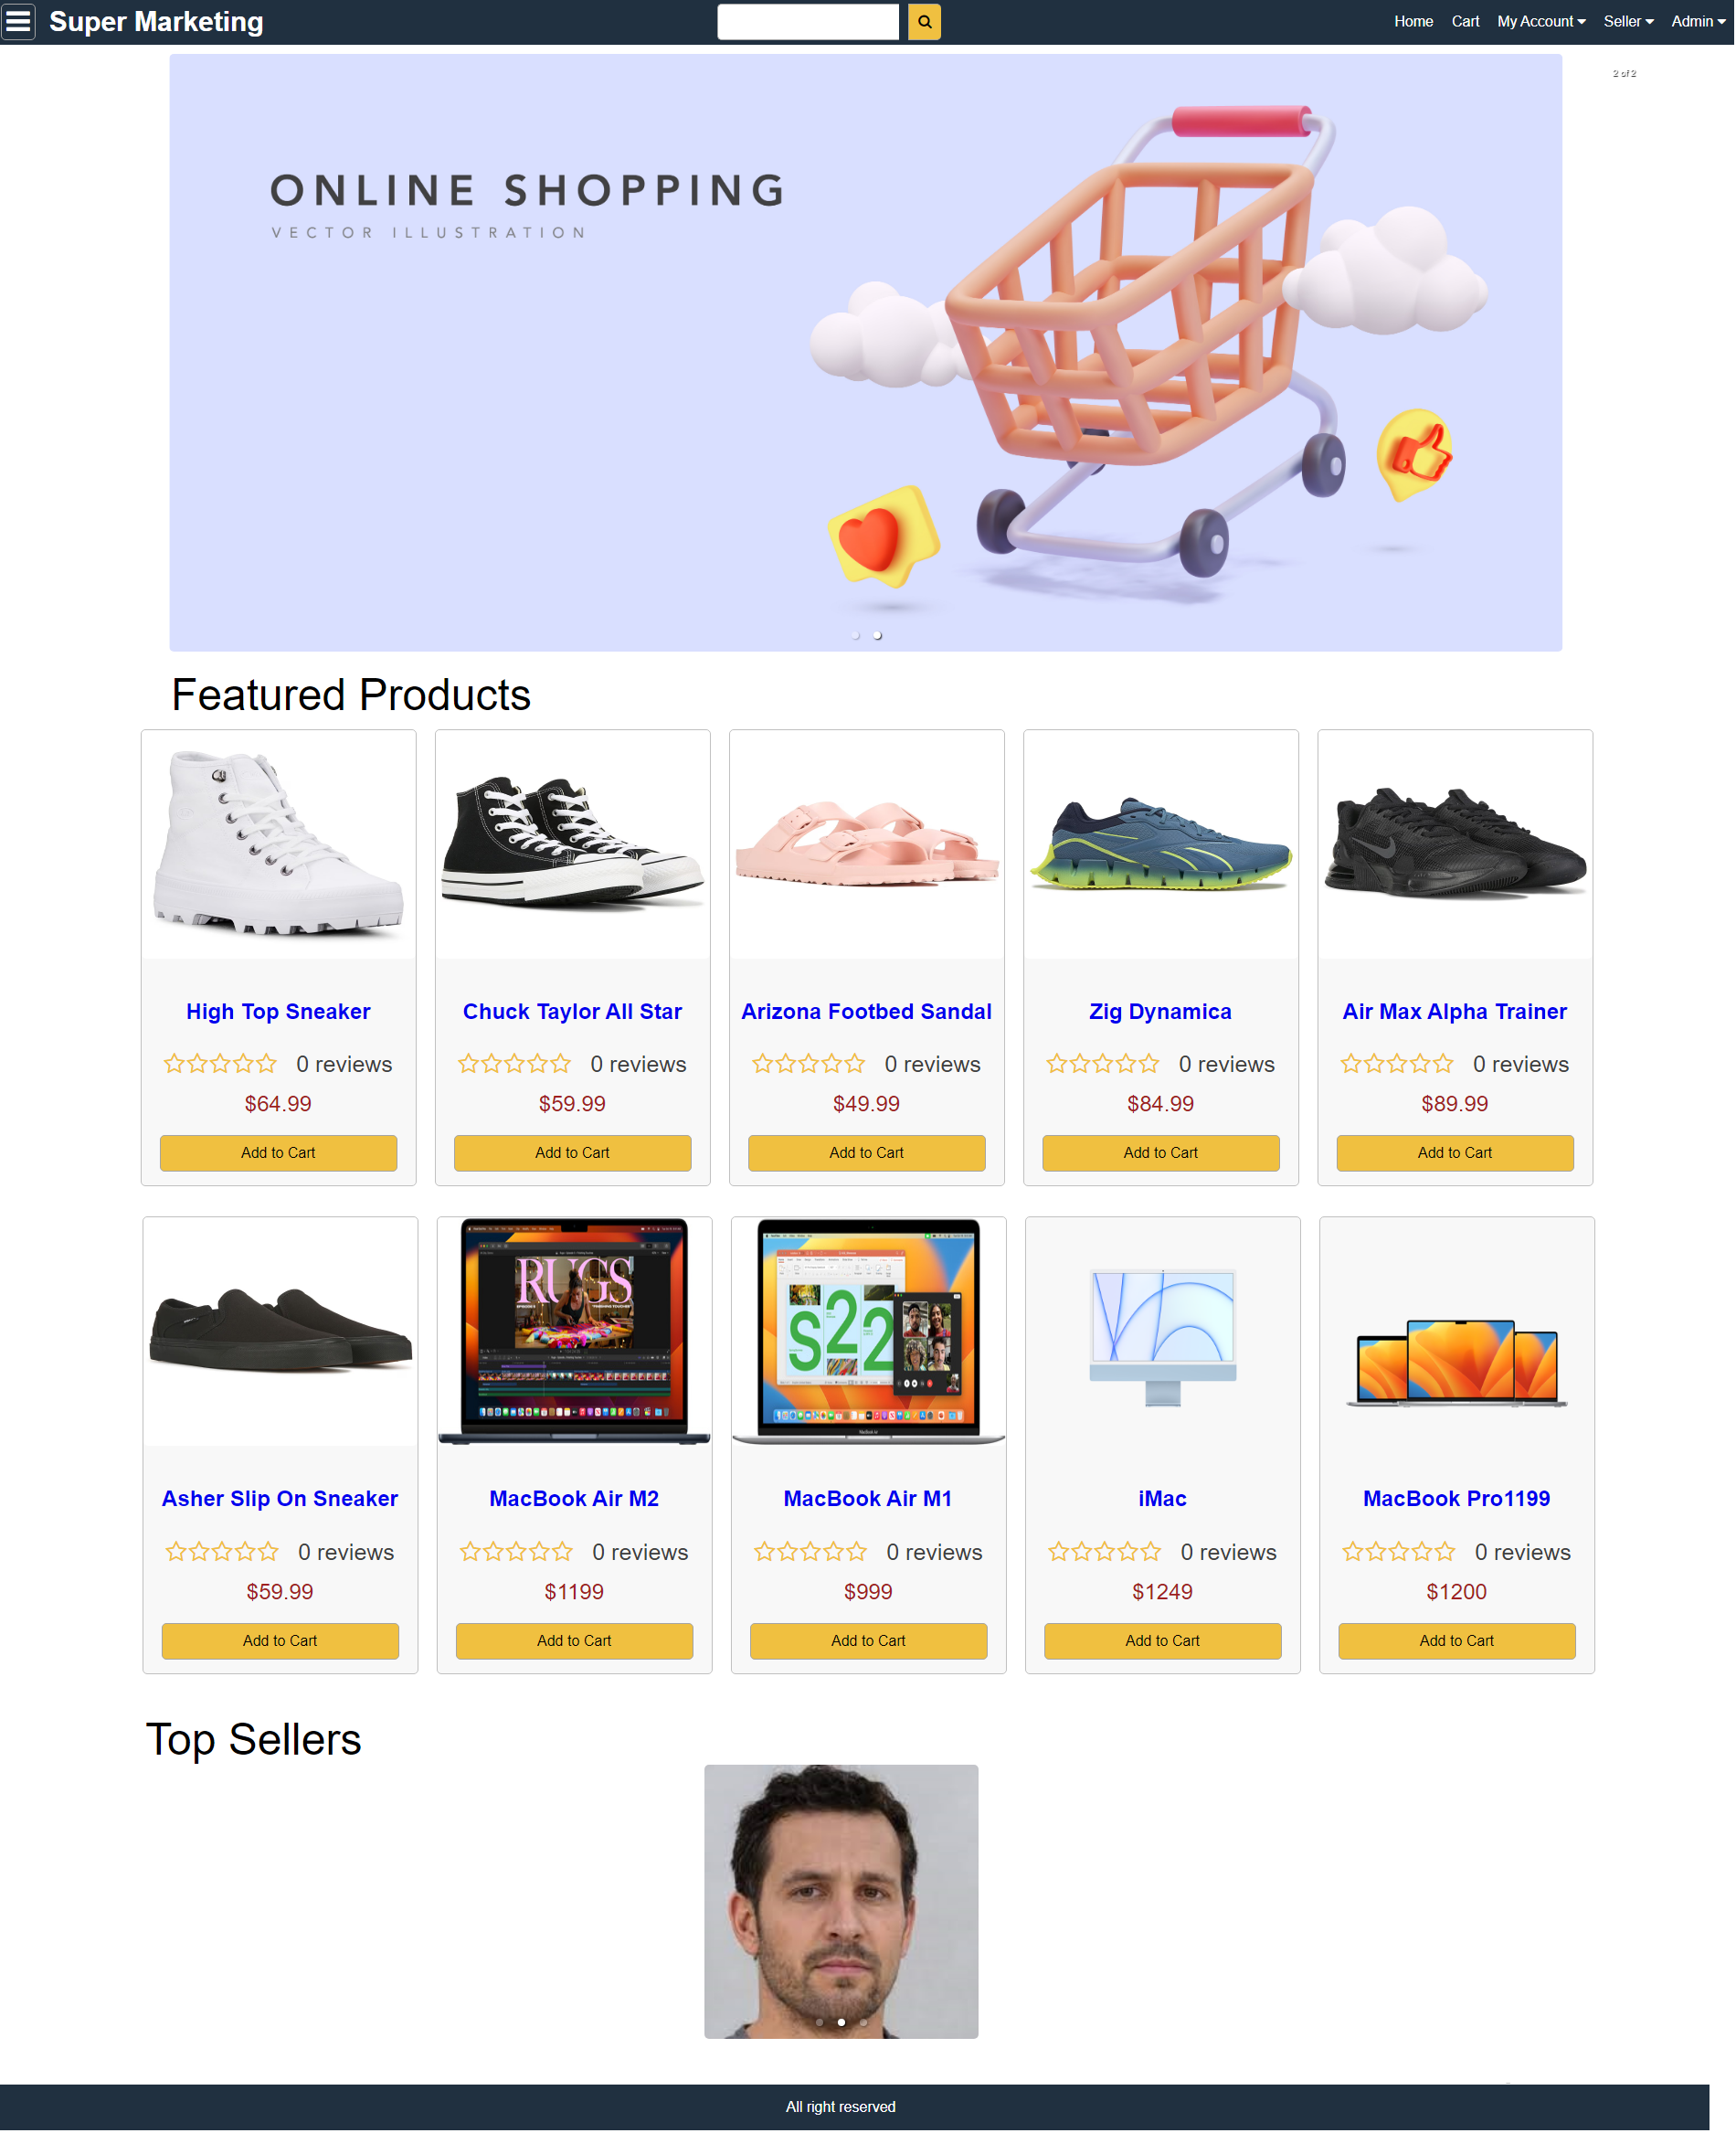 Super Marketing
Home Cart My Account Seller Admin
2 of 2
ONLINE SHOPPING
VECTOR ILLUSTRATION
Featured Products
High Top Sneaker
0 reviews
$64.99
Add to Cart
Chuck Taylor All Star
0 reviews
$59.99
Add to Cart
Arizona Footbed Sandal
0 reviews
$49.99
Add to Cart
Zig Dynamica
0 reviews
$84.99
Add to Cart
Air Max Alpha Trainer
0 reviews
$89.99
Add to Cart
Asher Slip On Sneaker
0 reviews
$59.99
Add to Cart
RUGS
MacBook Air M2
0 reviews
$1199
Add to Cart
S22
MacBook Air
MacBook Air M1
0 reviews
$999
Add to Cart
iMac
0 reviews
$1249
Add to Cart
MacBook Pro1199
0 reviews
$1200
Add to Cart
Top Sellers
All right reserved